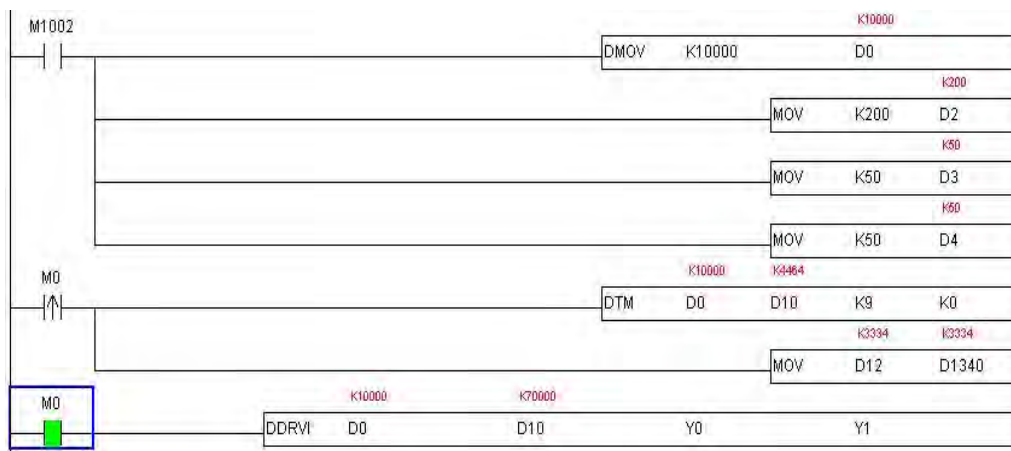 M1002
K10000
DMOV K10000 D0
K200
MOV K200 D2
K50
MOV K50 D3
K50
MOV K50 D4
M0
K10000 K4464
DTM D0 D10 K9 K0
K3334 K3334
MOV D12 D1340
M0
K10000 K70000
DDRVI D0 D10 Y0 Y1